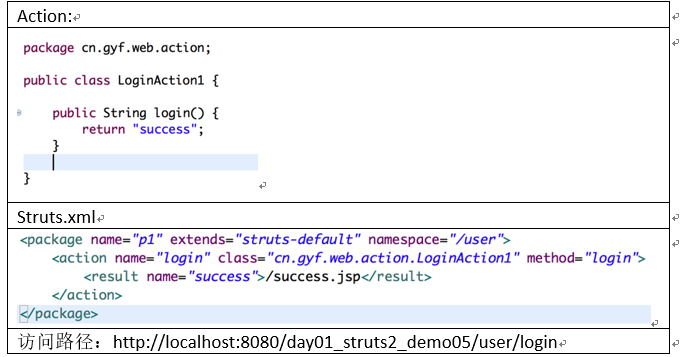 Action:
package cn.gyf.web.action;
public class LoginAction1 {
public String login() {
return "success";
}
}
Struts.xml
<package name="p1" extends="struts-default" namespace="/user">
<action name="login" class="cn.gyf.web.action.LoginAction1" method="login">
<result name="success">/success.jsp</result>
</action>
</package>
访问路径：http://localhost:8080/day01_struts2_demo05/user/login